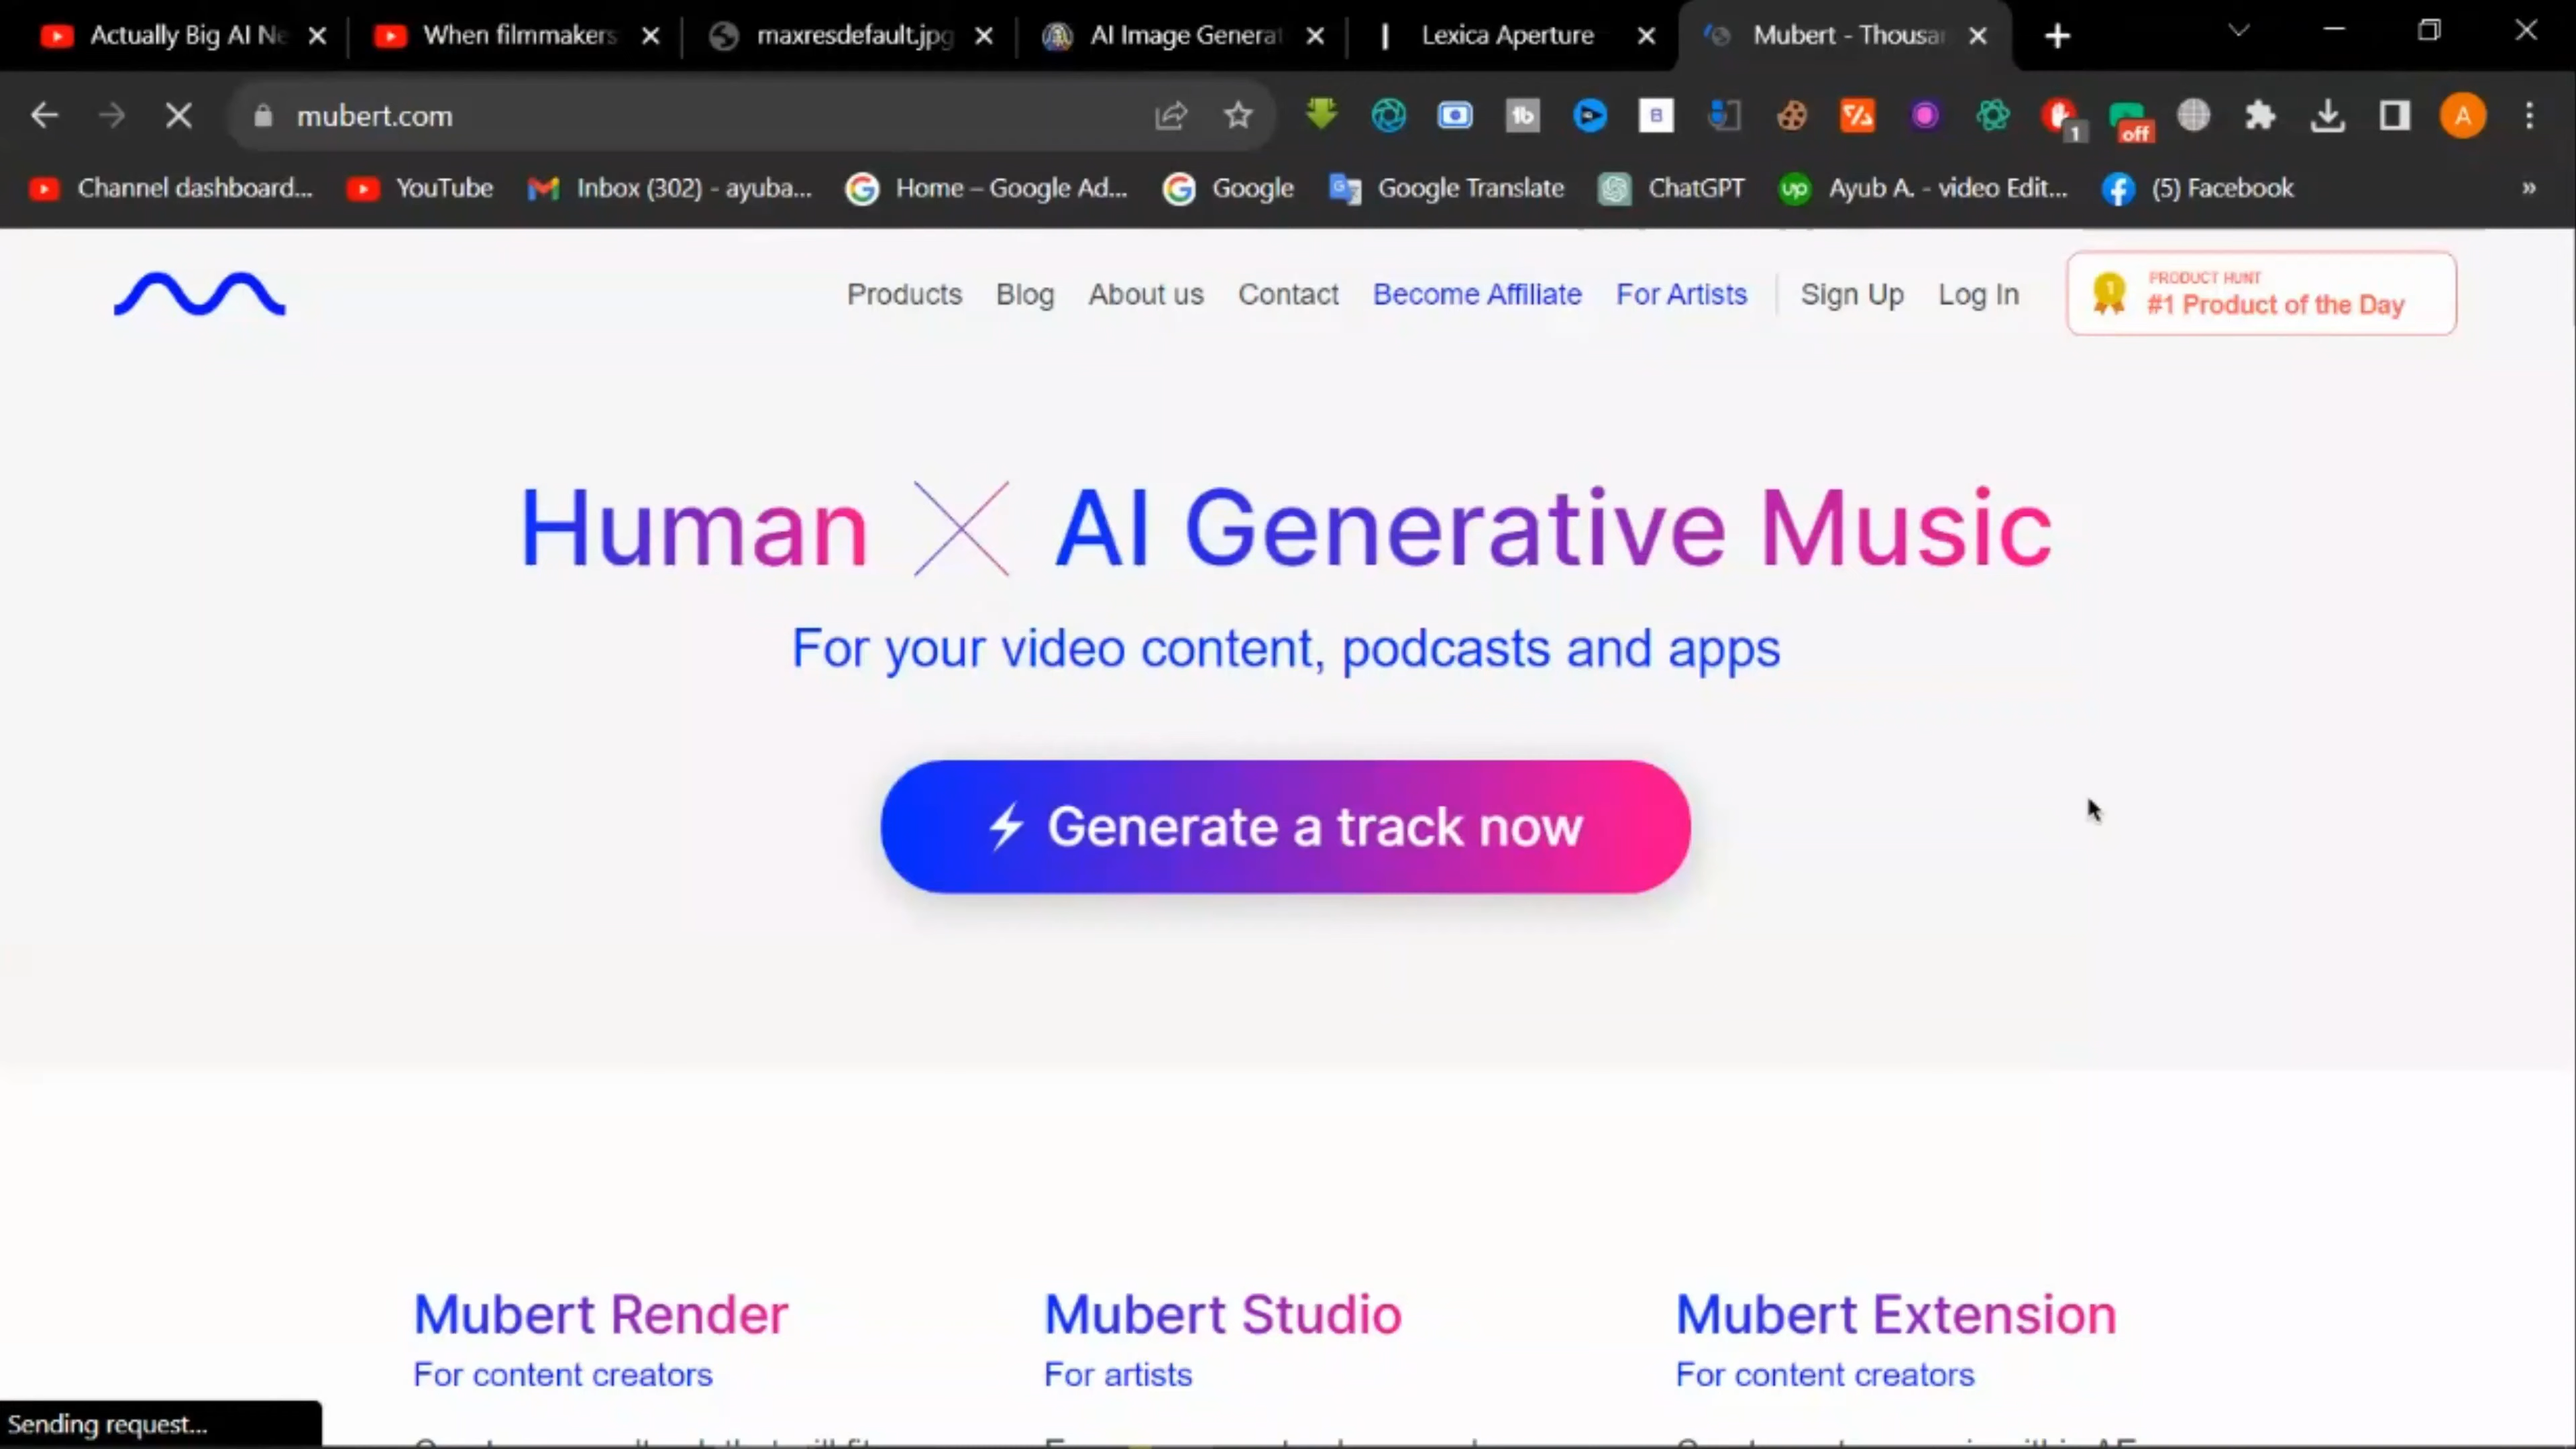 Actually Big AI Ne
When filmmakers
maxresdefault.jpg
AI Image Generat
Lexica Aperture
Mubert - Thousan
mubert.com
1
off
A
Channel dashboard...
YouTube
Inbox (302) - ayuba...
Home – Google Ad...
Google
Google Translate
ChatGPT
Ayub A. - video Edit...
(5) Facebook
Products
Blog
About us
Contact
Become Affiliate
For Artists
Sign Up
Log In
PRODUCT HUNT
#1 Product of the Day
Human
AI Generative Music
For your video content, podcasts and apps
Generate a track now
Mubert Render
For content creators
Mubert Studio
For artists
Mubert Extension
For content creators
Sending request...